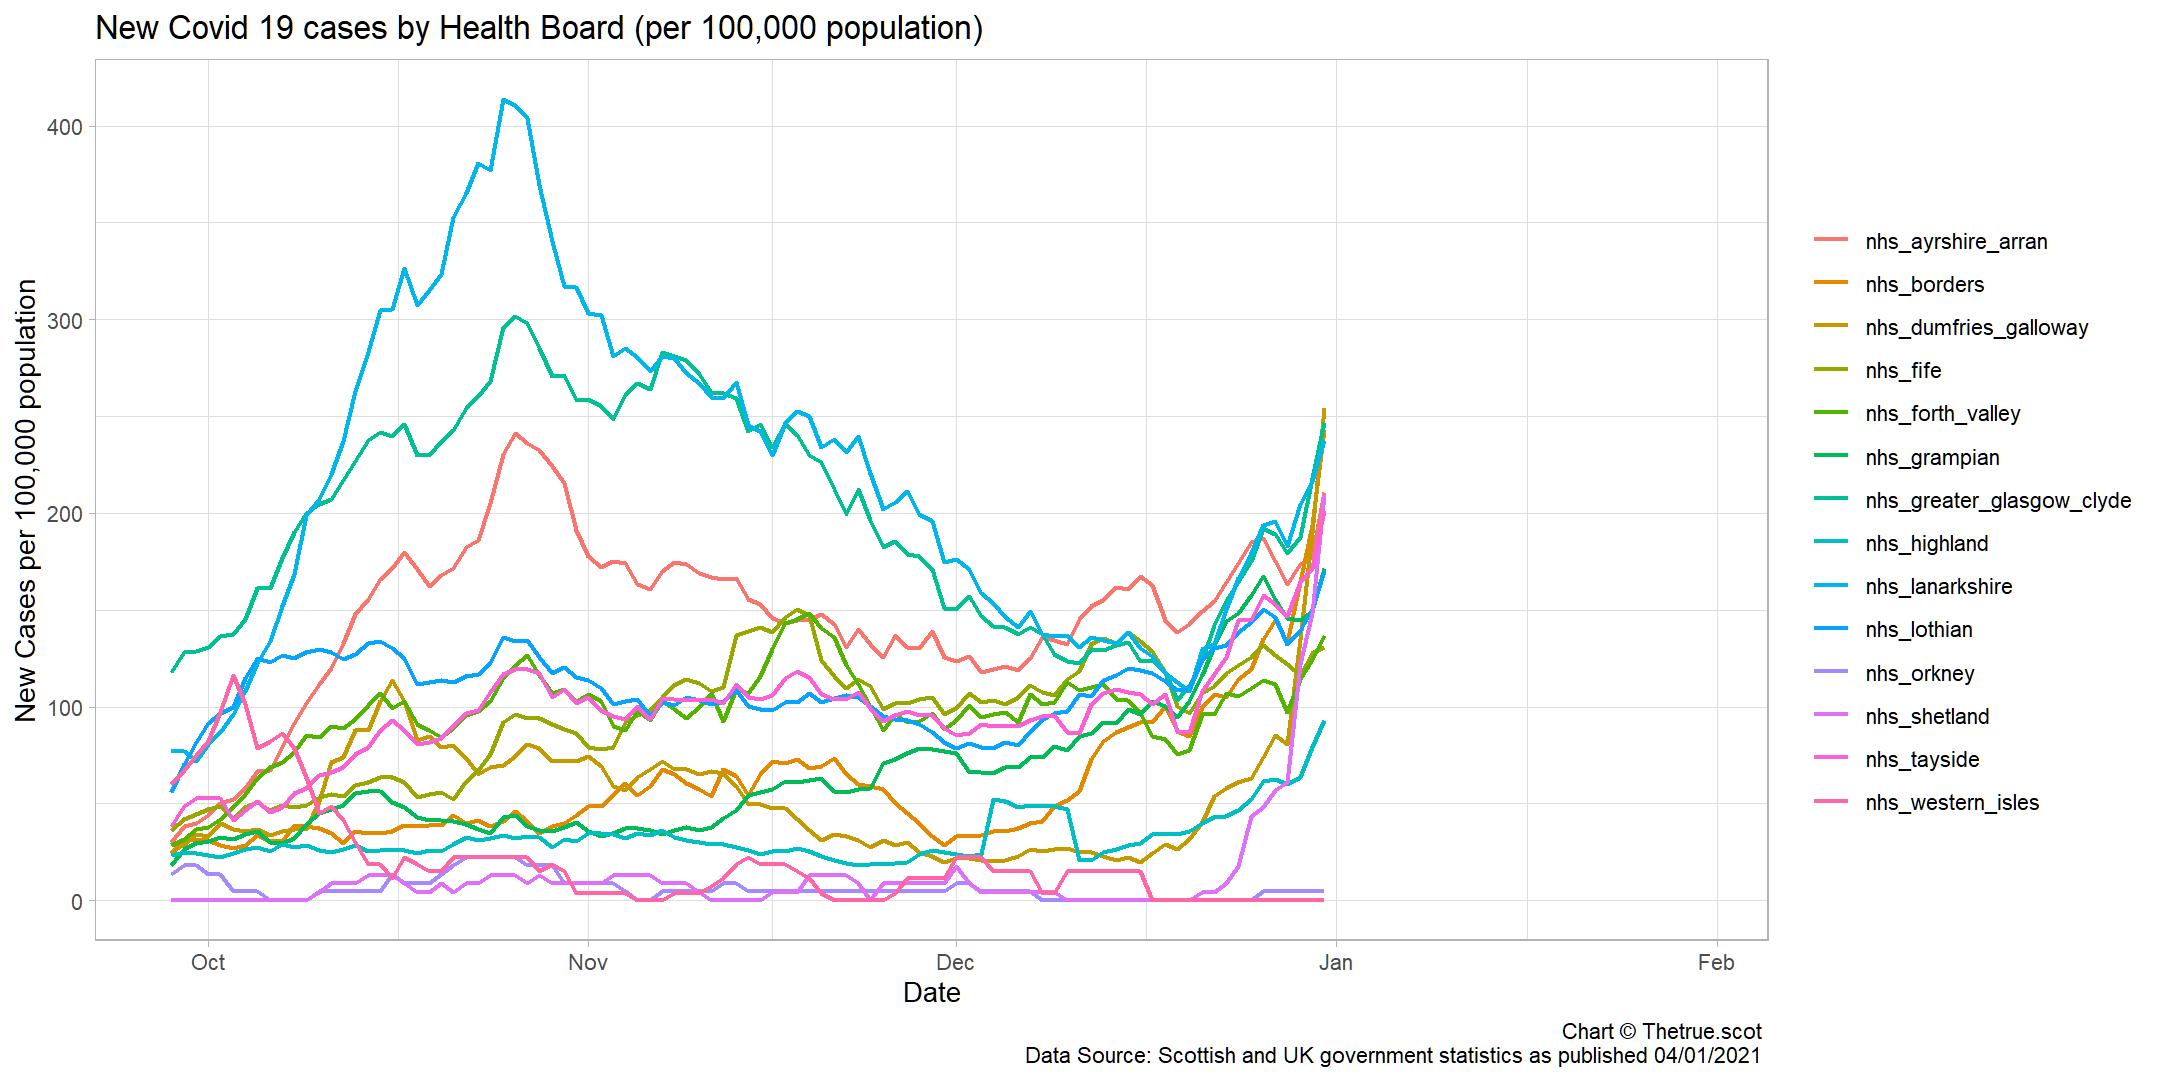 New Covid 19 cases by Health Board (per 100,000 population)
New Cases per 100,000 population
400
300
200
100
0
Oct
Nov
Dec
Jan
Feb
Date
nhs_ayrshire_arran
nhs_borders
nhs_dumfries_galloway
nhs_fife
nhs_forth_valley
nhs_grampian
nhs_greater_glasgow_clyde
nhs_highland
nhs_lanarkshire
nhs_lothian
nhs_orkney
nhs_shetland
nhs_tayside
nhs_western_isles
Chart © Thetrue.scot
Data Source: Scottish and UK government statistics as published 04/01/2021